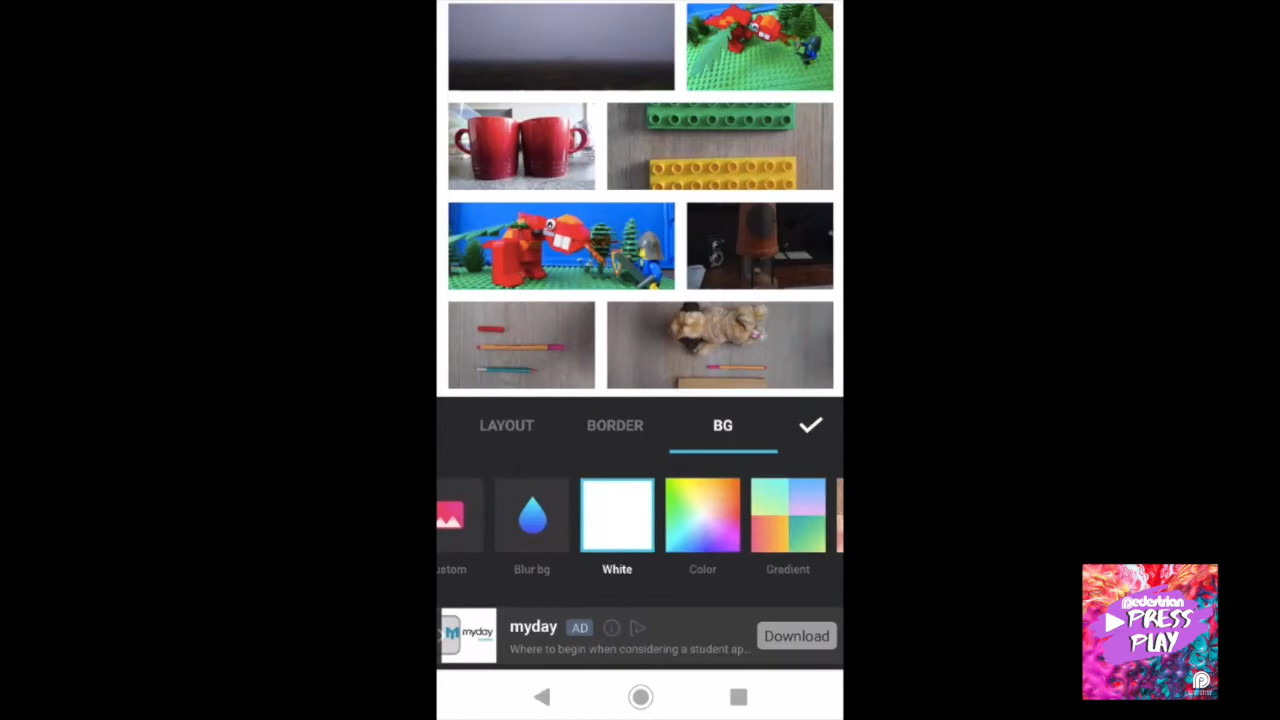 LAYOUT BORDER BG
ustom Blur bg White Color Gradient
myday
myday AD
Where to begin when considering a student ap...
Download
Pedestrian
PRESS
PLAY